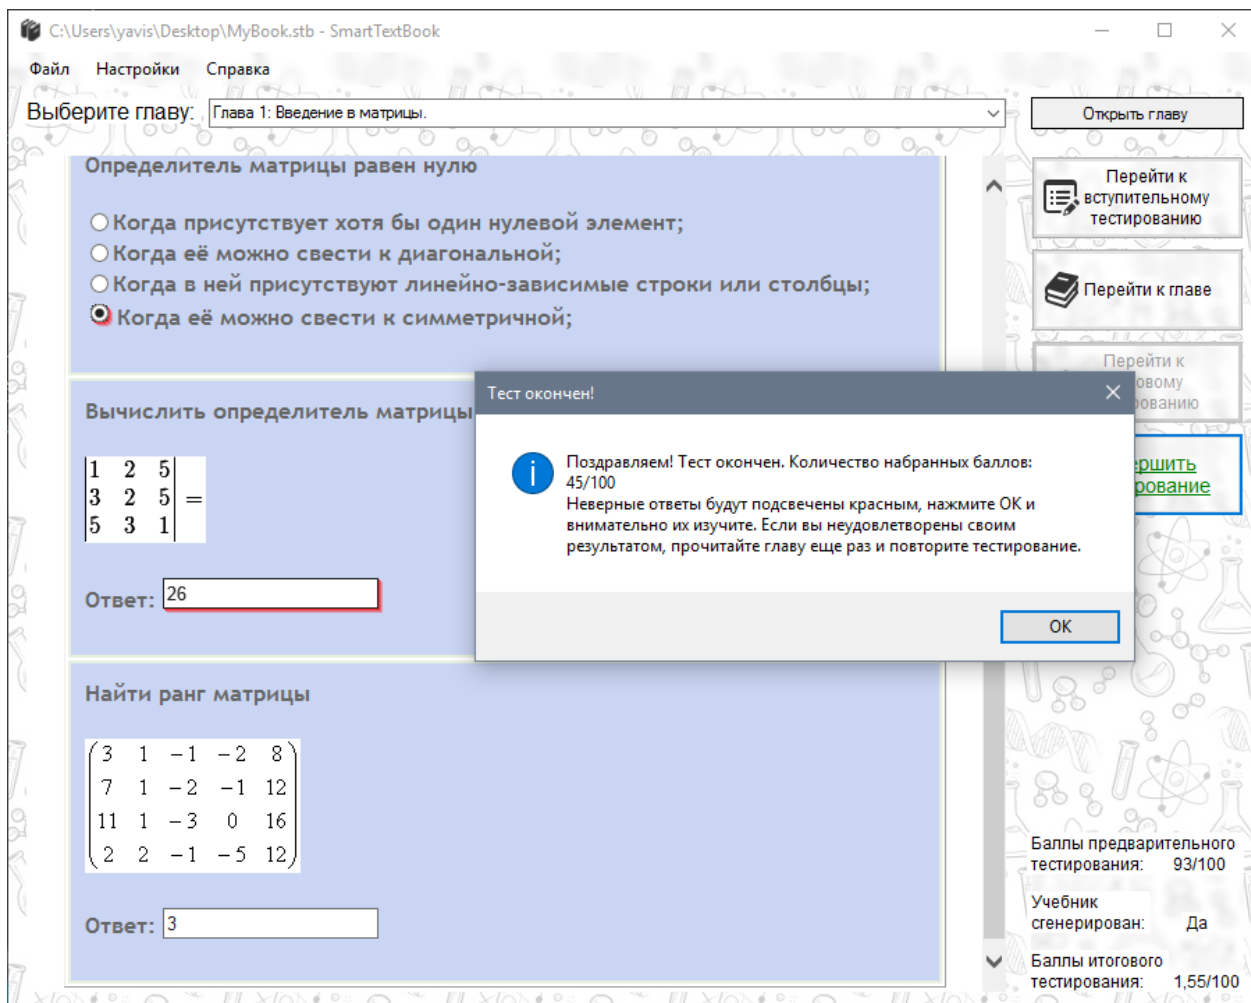 C:\Users\yavis\Desktop\MyBook.stb - SmartTextBook
Файл Настройки Справка
Выберите главу: Глава 1: Введение в матрицы.
Открыть главу
Определитель матрицы равен нулю
Когда присутствует хотя бы один нулевой элемент;
Когда её можно свести к диагональной;
Когда в ней присутствуют линейно-зависимые строки или столбцы;
Когда её можно свести к симметричной;
Вычислить определитель матрицы
1 2 5
3 2 5 =
5 3 1
Ответ: 26
Найти ранг матрицы
3 1 −1 −2 8
7 1 −2 −1 12
11 1 −3 0 16
2 2 −1 −5 12
Ответ: 3
Тест окончен!
Поздравляем! Тест окончен. Количество набранных баллов:
45/100
Неверные ответы будут подсвечены красным, нажмите ОК и
внимательно их изучите. Если вы неудовлетворены своим
результатом, прочитайте главу еще раз и повторите тестирование.
ОК
Перейти к
вступительному
тестированию
Перейти к главе
Перейти к
Баллы предварительного
тестирования: 93/100
Учебник
сгенерирован: Да
Баллы итогового
тестирования: 1,55/100